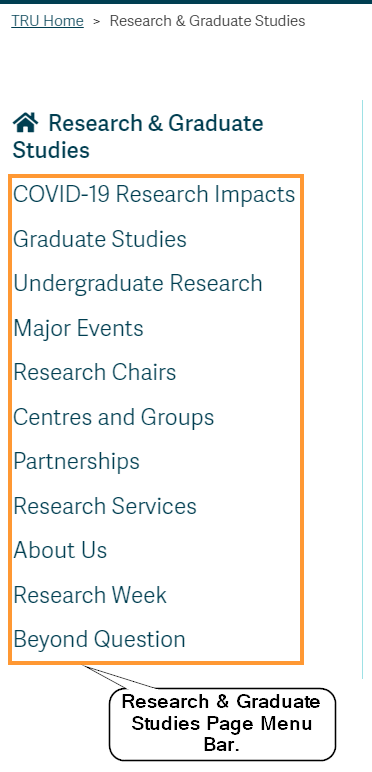 TRU Home > Research & Graduate Studies
Research & Graduate
Studies
COVID-19 Research Impacts
Graduate Studies
Undergraduate Research
Major Events
Research Chairs
Centres and Groups
Partnerships
Research Services
About Us
Research Week
Beyond Question
Research & Graduate
Studies Page Menu
Bar.